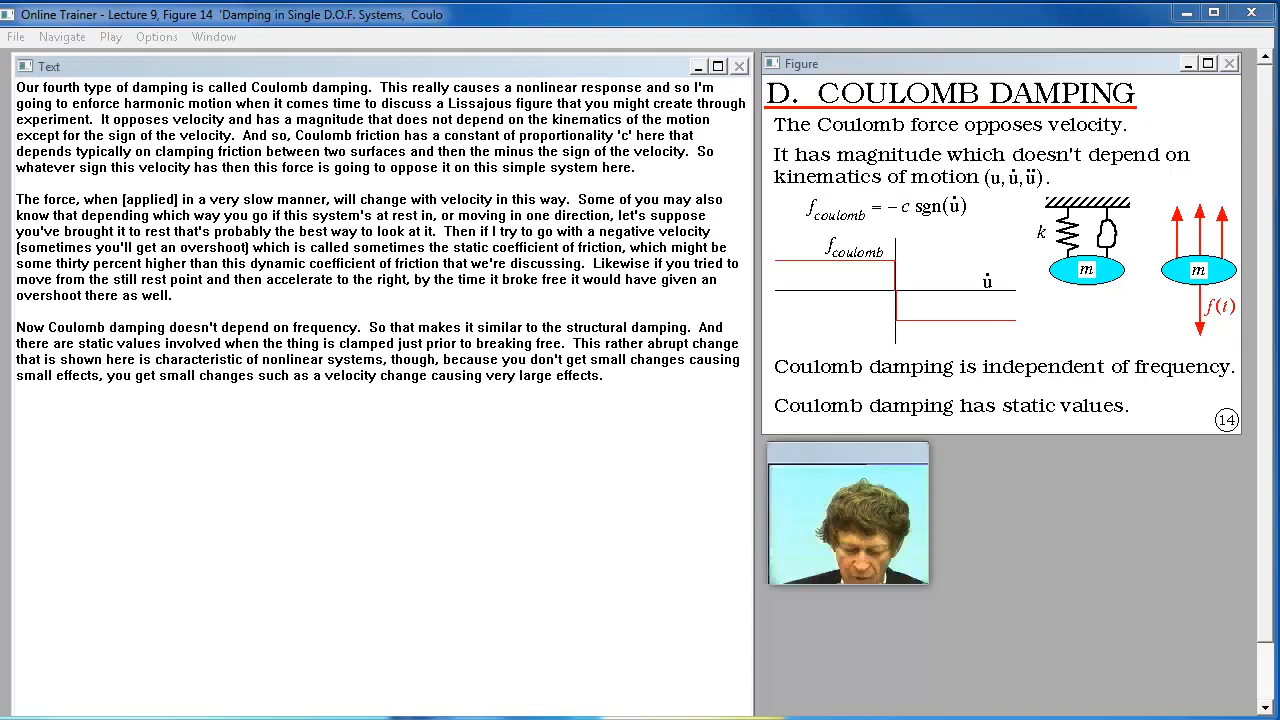 Online Trainer - Lecture 9, Figure 14 'Damping in Single D.O.F. Systems, Coulo
File Navigate Play Options Window
Text
Our fourth type of damping is called Coulomb damping. This really causes a nonlinear response and so I'm
going to enforce harmonic motion when it comes time to discuss a Lissajous figure that you might create through
experiment. It opposes velocity and has a magnitude that does not depend on the kinematics of the motion
except for the sign of the velocity. And so, Coulomb friction has a constant of proportionality 'c' here that
depends typically on clamping friction between two surfaces and then the minus the sign of the velocity. So
whatever sign this velocity has then this force is going to oppose it on this simple system here.
The force, when [applied] in a very slow manner, will change with velocity in this way. Some of you may also
know that depending which way you go if this system's at rest in, or moving in one direction, let's suppose
you've brought it to rest that's probably the best way to look at it. Then if I try to go with a negative velocity
[sometimes you'll get an overshoot] which is called sometimes the static coefficient of friction, which might be
some thirty percent higher than this dynamic coefficient of friction that we're discussing. Likewise if you tried to
move from the still rest point and then accelerate to the right, by the time it broke free it would have given an
overshoot there as well.
Now Coulomb damping doesn't depend on frequency. So that makes it similar to the structural damping. And
there are static values involved when the thing is clamped just prior to breaking free. This rather abrupt change
that is shown here is characteristic of nonlinear systems, though, because you don't get small changes causing
small effects, you get small changes such as a velocity change causing very large effects.
Figure
D. COULOMB DAMPING
The Coulomb force opposes velocity.
It has magnitude which doesn't depend on
kinematics of motion (u, u̇, ü).
f coulomb = − c sgn(u̇)
f coulomb
u̇
k
m
m
f(t)
Coulomb damping is independent of frequency.
Coulomb damping has static values.
14